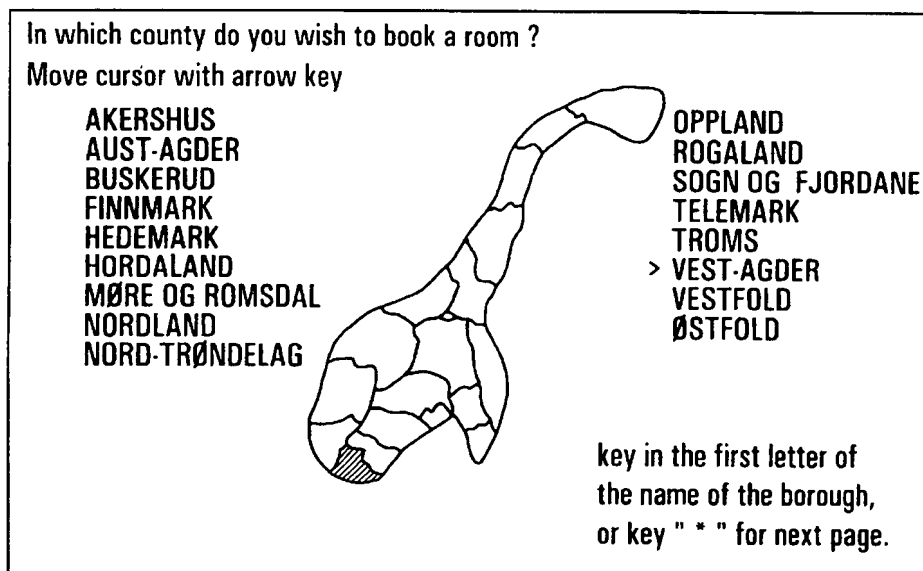 In which county do you wish to book a room ?
Move cursor with arrow key
AKERSHUS
AUST-AGDER
BUSKERUD
FINNMARK
HEDEMARK
HORDALAND
MØRE OG ROMSDAL
NORDLAND
NORD-TRØNDELAG
OPPLAND
ROGALAND
SOGN OG FJORDANE
TELEMARK
TROMS
> VEST-AGDER
VESTFOLD
ØSTFOLD
key in the first letter of
the name of the borough,
or key " * " for next page.